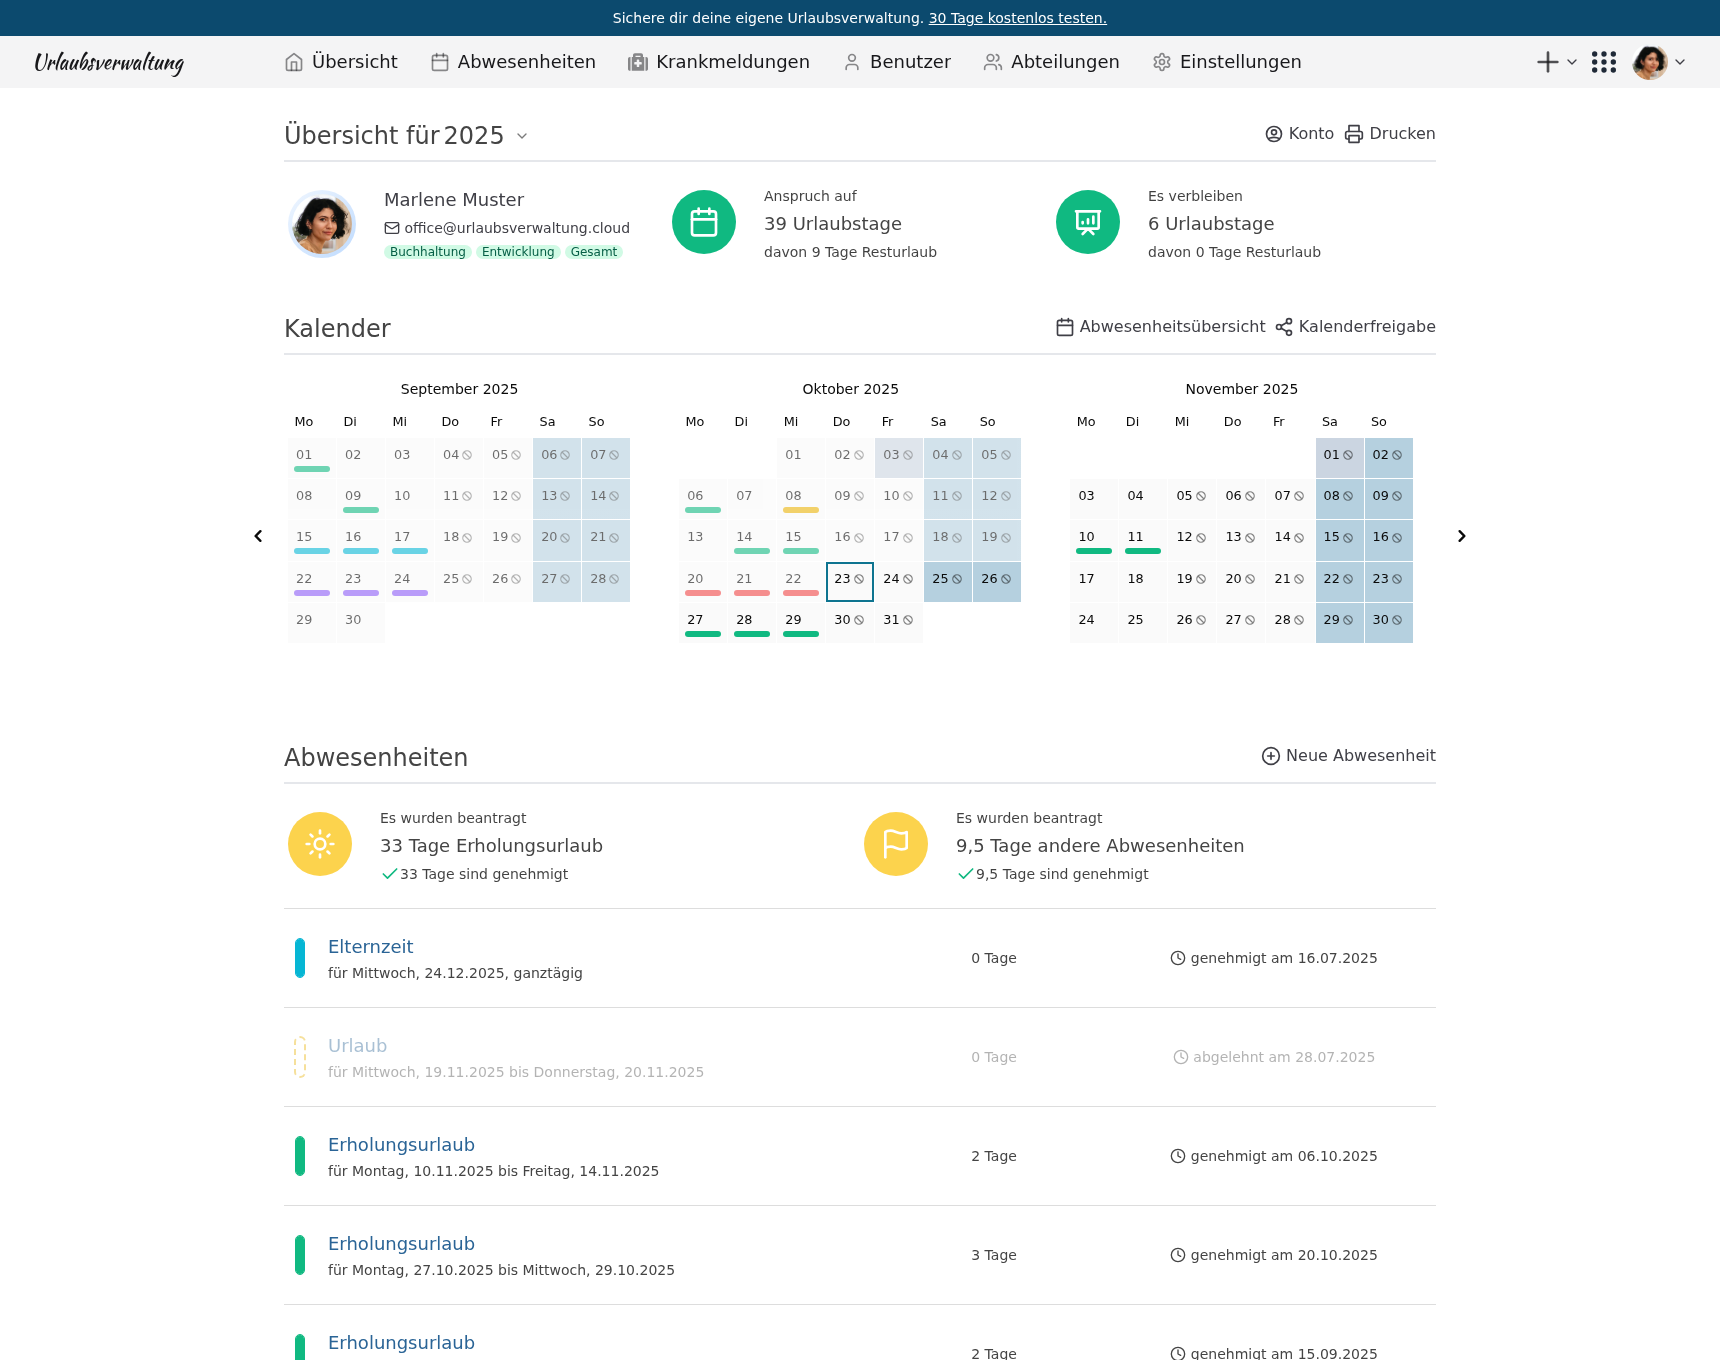 Sichere dir deine eigene Urlaubsverwaltung. 30 Tage kostenlos testen.
Urlaubsverwaltung Übersicht Abwesenheiten Krankmeldungen Benutzer Abteilungen Einstellungen
Übersicht für 2025 Konto Drucken
Marlene Muster
office@urlaubsverwaltung.cloud
Buchhaltung Entwicklung Gesamt
Anspruch auf
39 Urlaubstage
davon 9 Tage Resturlaub
Es verbleiben
6 Urlaubstage
davon 0 Tage Resturlaub
Kalender Abwesenheitsübersicht Kalenderfreigabe
September 2025
Mo Di Mi Do Fr Sa So
01 02 03 04 05 06 07
08 09 10 11 12 13 14
15 16 17 18 19 20 21
22 23 24 25 26 27 28
29 30
Oktober 2025
Mo Di Mi Do Fr Sa So
01 02 03 04 05
06 07 08 09 10 11 12
13 14 15 16 17 18 19
20 21 22 23 24 25 26
27 28 29 30 31
November 2025
Mo Di Mi Do Fr Sa So
01 02
03 04 05 06 07 08 09
10 11 12 13 14 15 16
17 18 19 20 21 22 23
24 25 26 27 28 29 30
Abwesenheiten Neue Abwesenheit
Es wurden beantragt
33 Tage Erholungsurlaub
33 Tage sind genehmigt
Es wurden beantragt
9,5 Tage andere Abwesenheiten
9,5 Tage sind genehmigt
Elternzeit
für Mittwoch, 24.12.2025, ganztägig
0 Tage
genehmigt am 16.07.2025
Urlaub
für Mittwoch, 19.11.2025 bis Donnerstag, 20.11.2025
0 Tage
abgelehnt am 28.07.2025
Erholungsurlaub
für Montag, 10.11.2025 bis Freitag, 14.11.2025
2 Tage
genehmigt am 06.10.2025
Erholungsurlaub
für Montag, 27.10.2025 bis Mittwoch, 29.10.2025
3 Tage
genehmigt am 20.10.2025
Erholungsurlaub
2 Tage
genehmigt am 15.09.2025